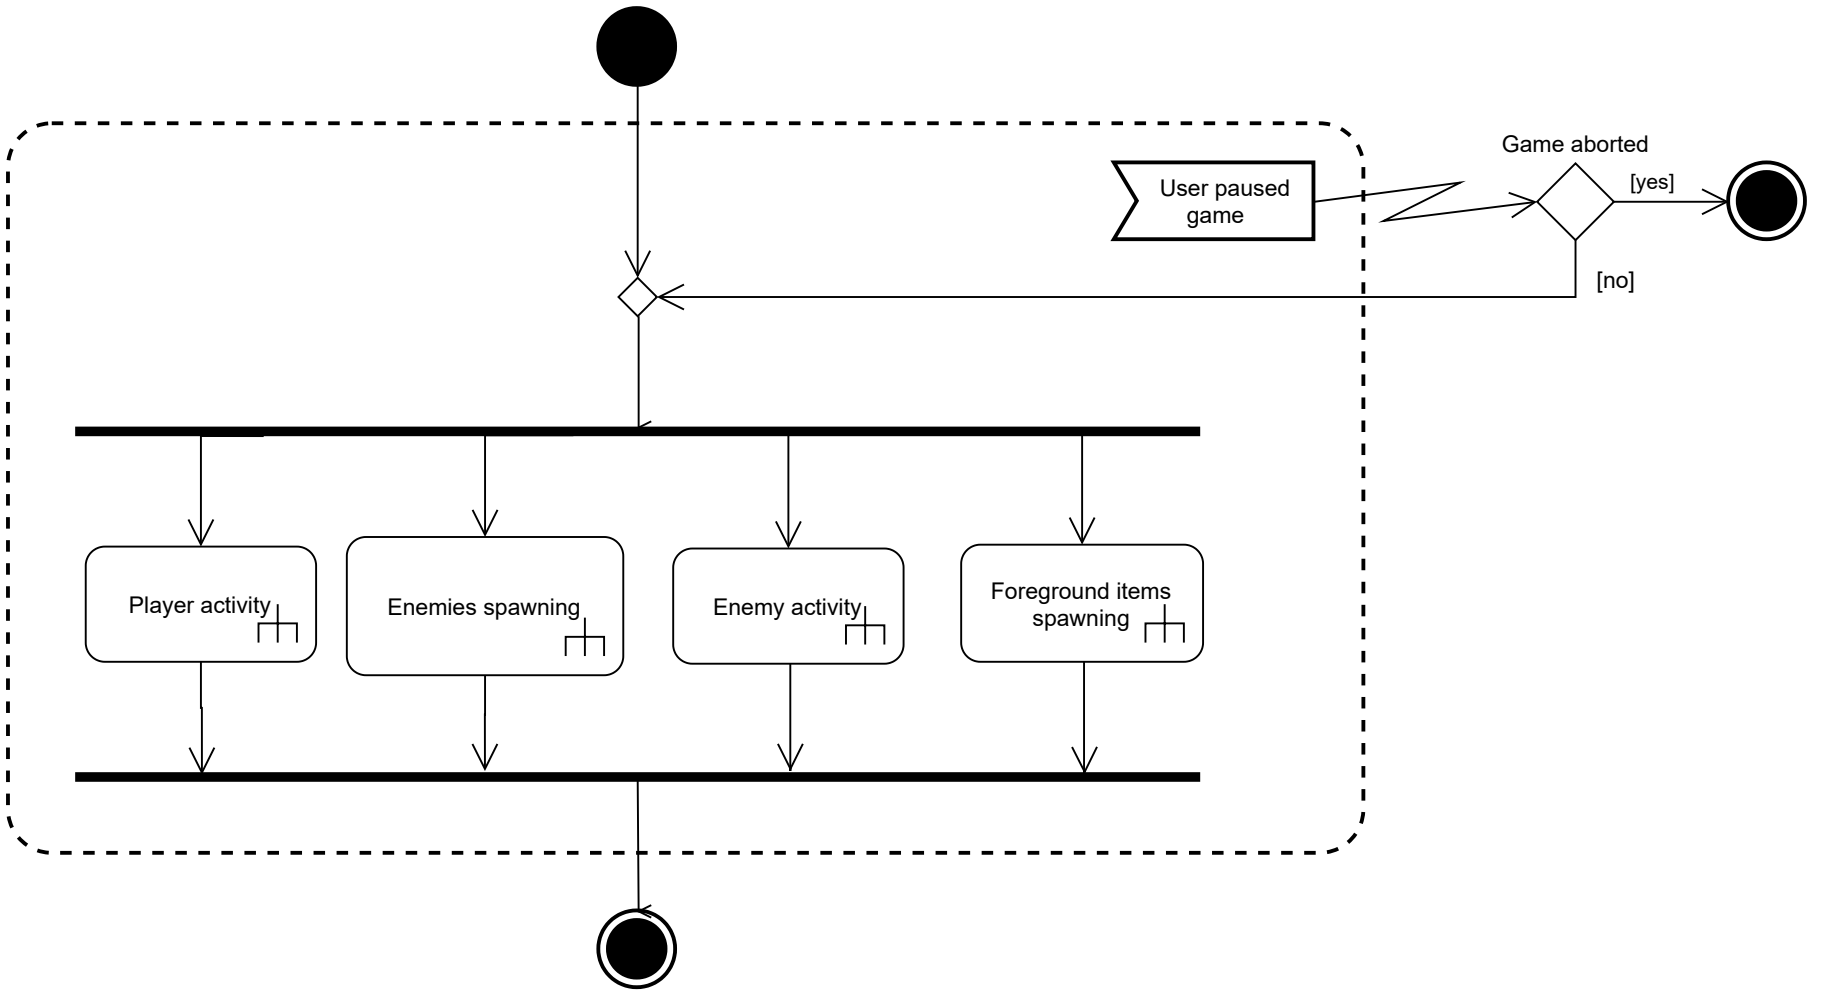 Game aborted
[yes]
User paused
game
[no]
Player activity
Enemies spawning
Enemy activity
Foreground items
spawning